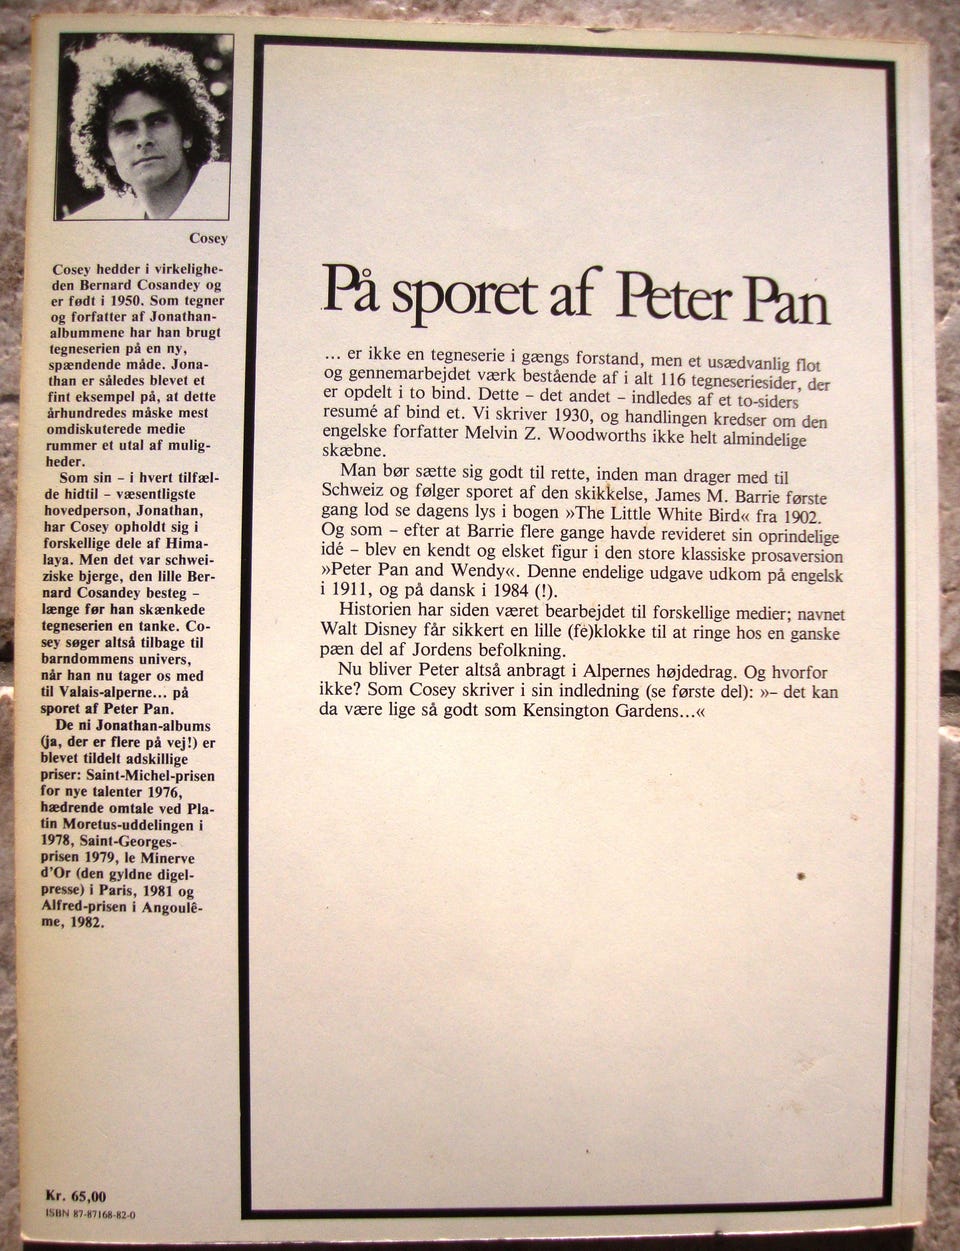 Cosey
Cosey hedder i virkelighe-
den Bernard Cosandey og
er født i 1950. Som tegner
og forfatter af Jonathan-
albummene har han brugt
tegneserien på en ny,
spændende måde. Jona-
than er således blevet et
fint eksempel på, at dette
århundredes måske mest
omdiskuterede medie
rummer et utal af mulig-
heder.
Som sin – i hvert tilfæl-
de hidtil – væsentligste
hovedperson, Jonathan,
har Cosey opholdt sig i
forskellige dele af Hima-
laya. Men det var schwei-
ziske bjerge, den lille Ber-
nard Cosandey besteg –
længe før han skænkede
tegneserien en tanke. Co-
sey søger altså tilbage til
barndommens univers,
når han nu tager os med
til Valais-alperne... på
sporet af Peter Pan.
De ni Jonathan-albums
(ja, der er flere på vej!) er
blevet tildelt adskillige
priser: Saint-Michel-prisen
for nye talenter 1976,
hædrende omtale ved Pla-
tin Moretus-uddelingen i
1978, Saint-Georges-
prisen 1979, le Minerve
d'Or (den gyldne digel-
presse) i Paris, 1981 og
Alfred-prisen i Angoulê-
me, 1982.
Kr. 65,00
ISBN 87-87168-82-0
På sporet af Peter Pan
... er ikke en tegneserie i gængs forstand, men et usædvanlig flot
og gennemarbejdet værk bestående af i alt 116 tegneseriesider, der
er opdelt i to bind. Dette – det andet – indledes af et to-siders
resumé af bind et. Vi skriver 1930, og handlingen kredser om den
engelske forfatter Melvin Z. Woodworths ikke helt almindelige
skæbne.
Man bør sætte sig godt til rette, inden man drager med til
Schweiz og følger sporet af den skikkelse, James M. Barrie første
gang lod se dagens lys i bogen »The Little White Bird« fra 1902.
Og som – efter at Barrie flere gange havde revideret sin oprindelige
idé – blev en kendt og elsket figur i den store klassiske prosaversion
»Peter Pan and Wendy«. Denne endelige udgave udkom på engelsk
i 1911, og på dansk i 1984 (!).
Historien har siden været bearbejdet til forskellige medier; navnet
Walt Disney får sikkert en lille (fe)klokke til at ringe hos en ganske
pæn del af Jordens befolkning.
Nu bliver Peter altså anbragt i Alpernes højdedrag. Og hvorfor
ikke? Som Cosey skriver i sin indledning (se første del): »– det kan
da være lige så godt som Kensington Gardens...«